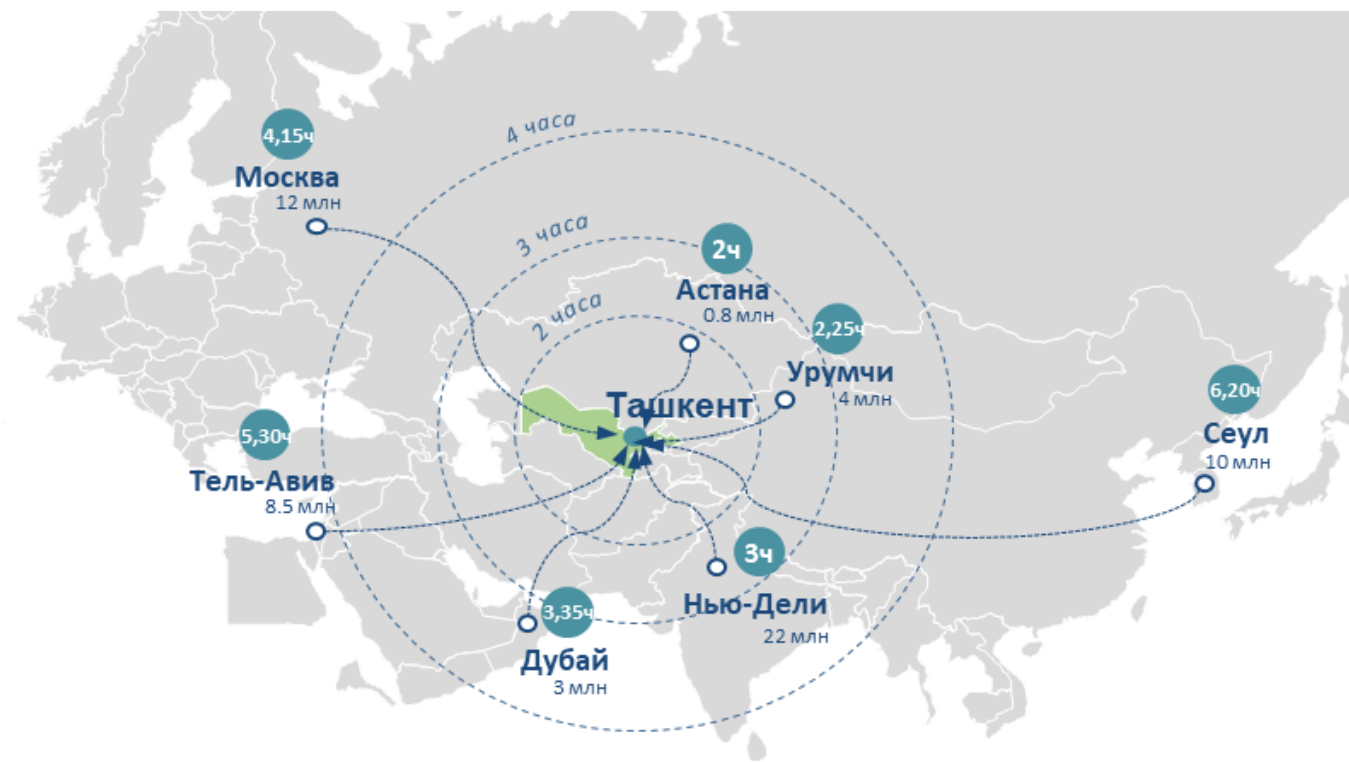 4 часа
4,15ч
Москва
12 млн
3 часа
2ч
Астана
0.8 млн
2 часа
2,25ч
Урумчи
4 млн
Ташкент
6,20ч
Сеул
10 млн
5,30ч
Тель-Авив
8.5 млн
3ч
Нью-Дели
22 млн
3,35ч
Дубай
3 млн